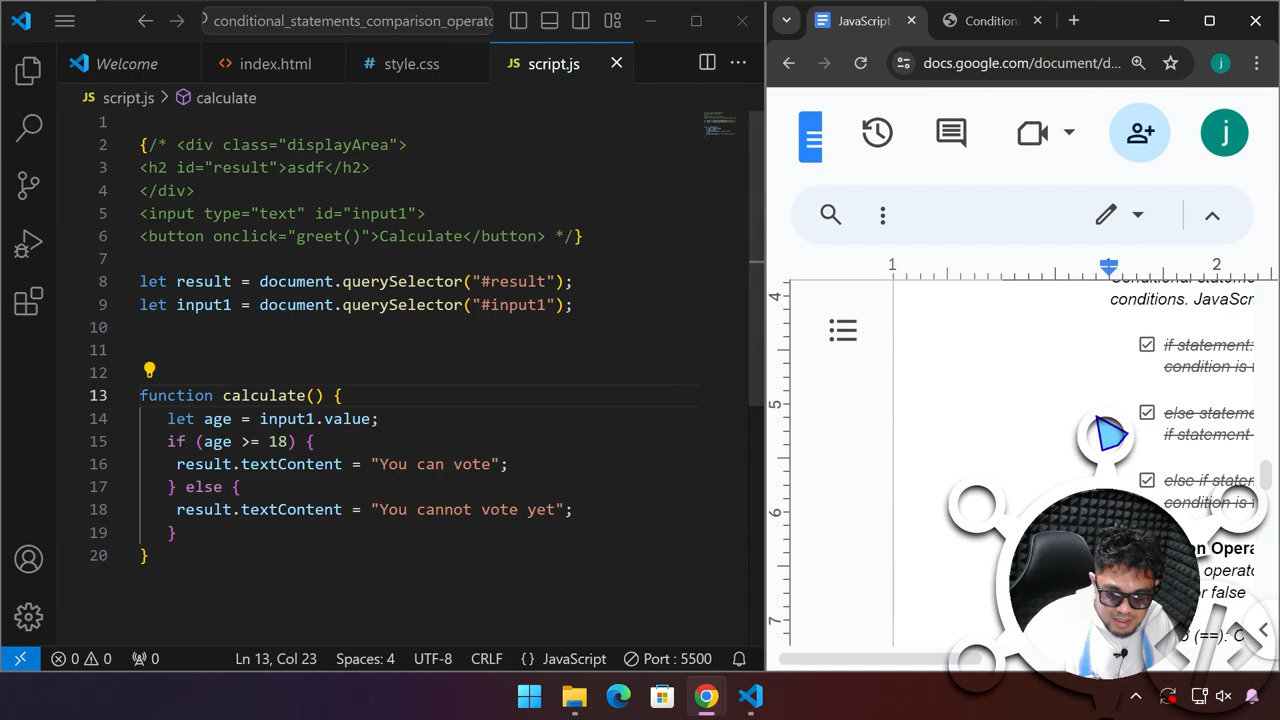 conditional_statements_comparison_operato
Welcome
index.html
style.css
JS script.js
JS script.js > calculate
1
2 {/* <div class="displayArea">
3 <h2 id="result">asdf</h2>
4 </div>
5 <input type="text" id="input1">
6 <button onclick="greet()">Calculate</button> */}
7
8 let result = document.querySelector("#result");
9 let input1 = document.querySelector("#input1");
10
11
12
13 function calculate() {
14 let age = input1.value;
15 if (age >= 18) {
16 result.textContent = "You can vote";
17 } else {
18 result.textContent = "You cannot vote yet";
19 }
20 }
0 0 0
Ln 13, Col 23
Spaces: 4
UTF-8
CRLF
{} JavaScript
Port : 5500
JavaScript
Condition
docs.google.com/document/d...
j
j
1 2
4
5
6
7
conditions. JavaScr
if statement:
condition is
else stateme
if statement
else if staten
condition is
on Opera
operato
or false
(==): C
</>